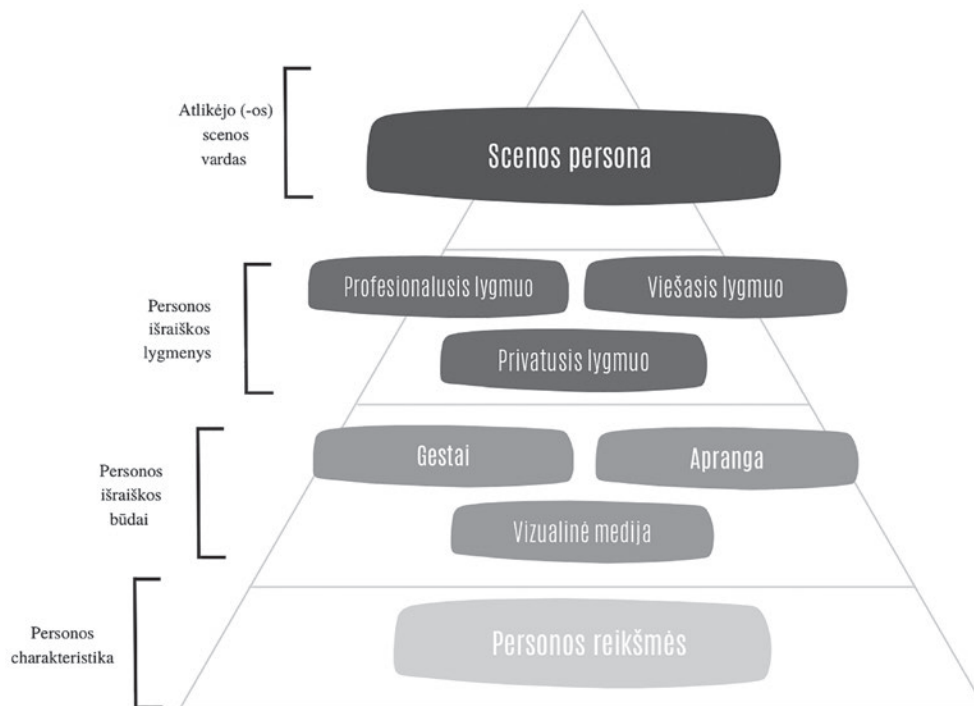 Atlikėjo (-os)
scenos
vardas
Scenos persona
Personos
išraiškos
lygmenys
Profesionalusis lygmuo
Viešasis lygmuo
Privatusis lygmuo
Personos
išraiškos
būdai
Gestai
Apranga
Vizualinė medija
Personos
charakteristika
Personos reikšmės